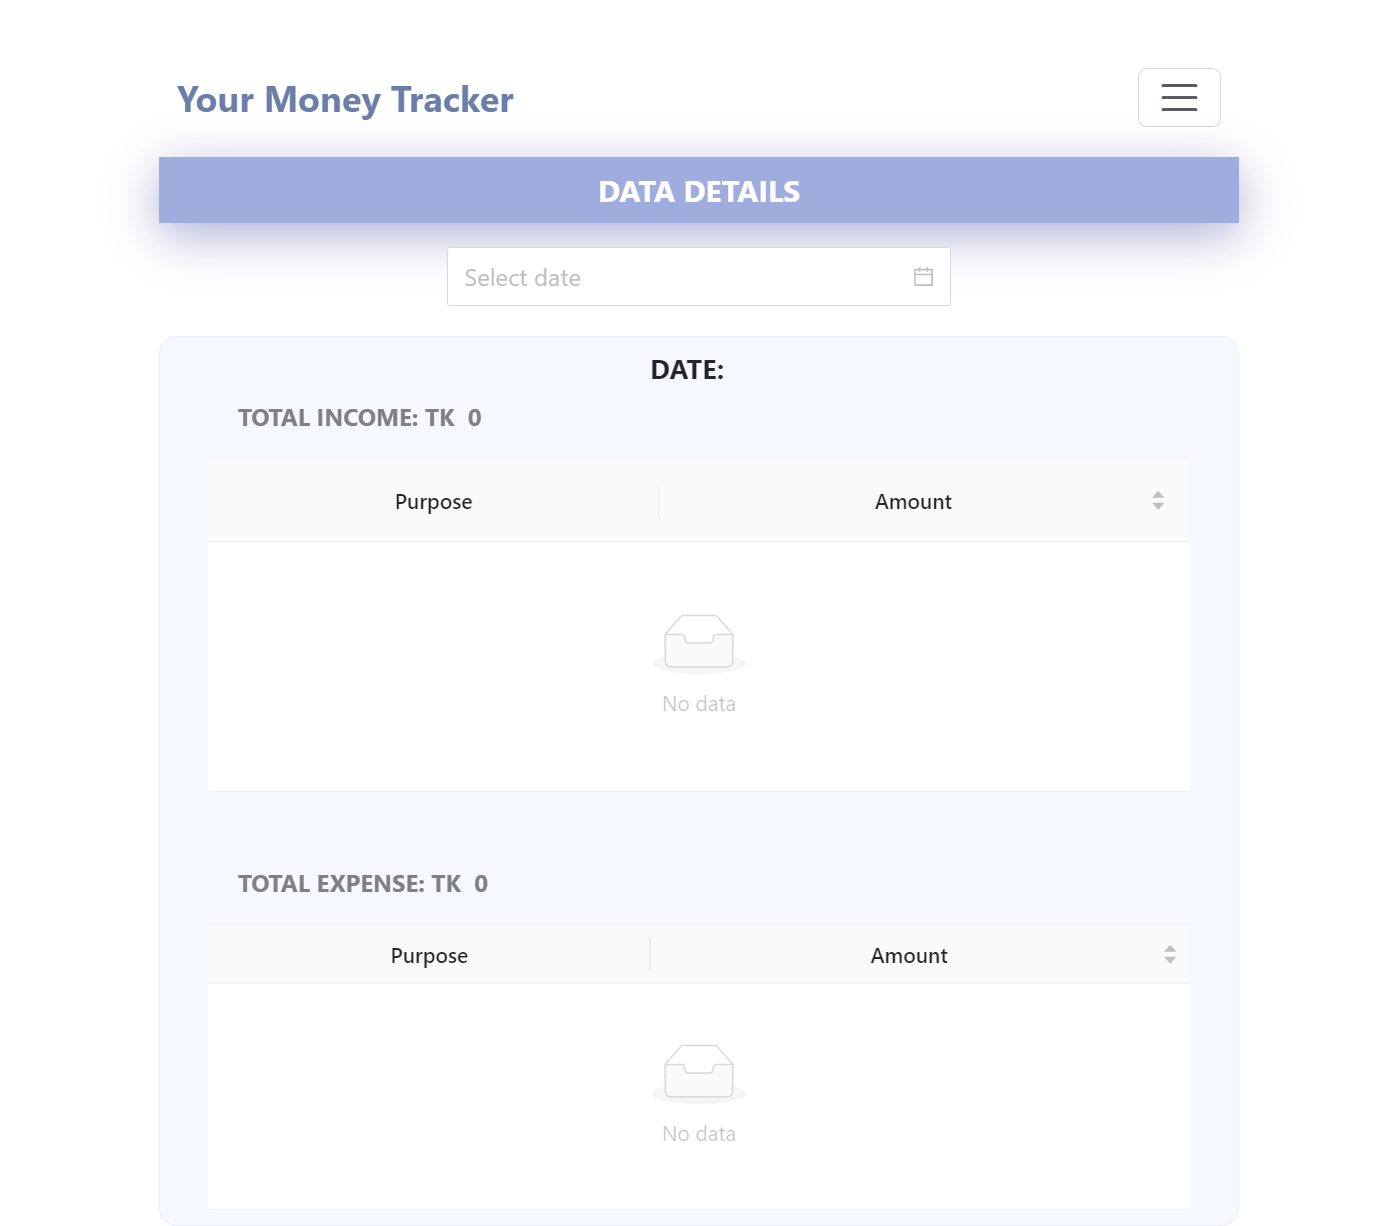 Your Money Tracker
DATA DETAILS
Select date
DATE:
TOTAL INCOME: TK 0
Purpose Amount
No data
TOTAL EXPENSE: TK 0
Purpose Amount
No data